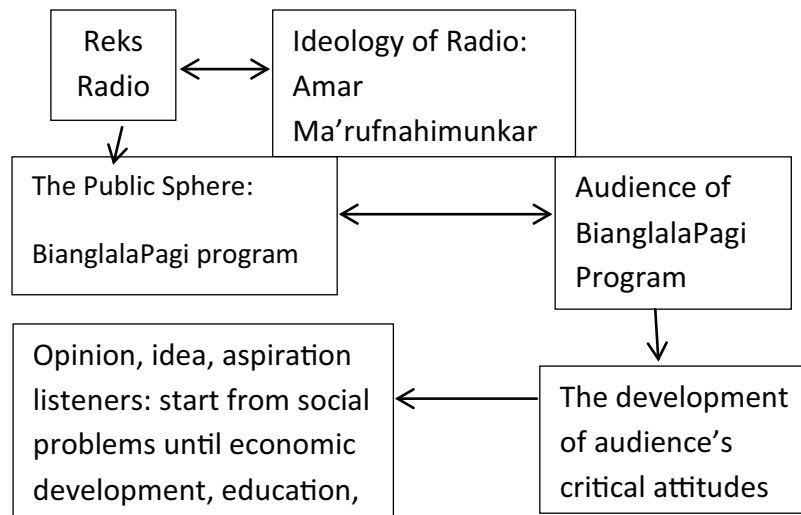 Reks
Radio
Ideology of Radio:
Amar
Ma’rufnahimunkar
The Public Sphere:
BianglalaPagi program
Audience of
BianglalaPagi
Program
Opinion, idea, aspiration
listeners: start from social
problems until economic
development, education,
The development
of audience’s
critical attitudes